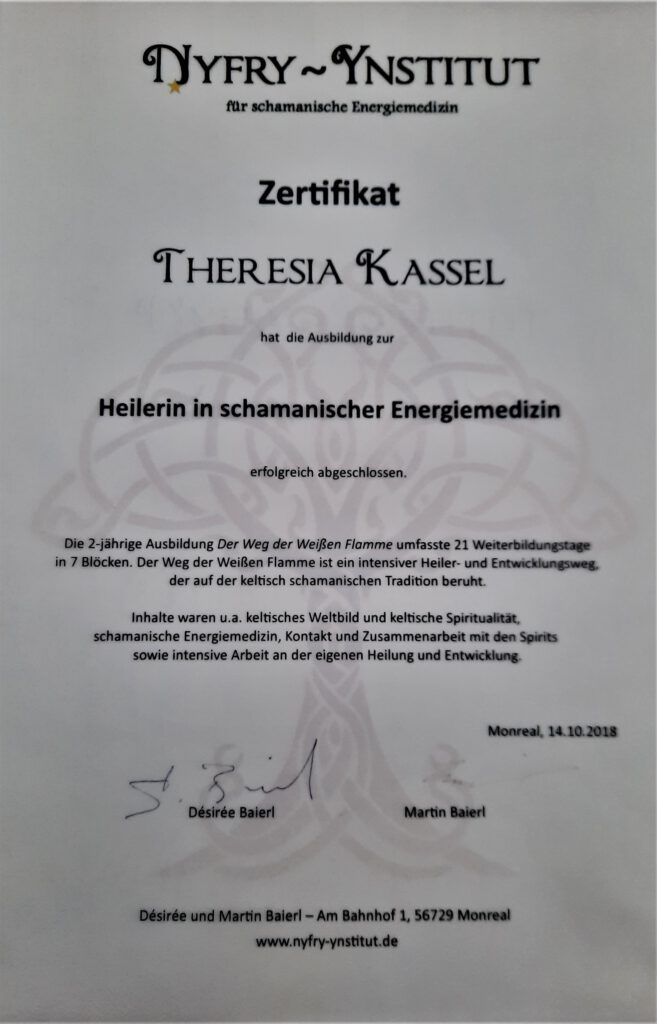 Nyfry~Ynstitut
für schamanische Energiemedizin
Zertifikat
Theresia Kassel
hat die Ausbildung zur
Heilerin in schamanischer Energiemedizin
erfolgreich abgeschlossen.
Die 2-jährige Ausbildung Der Weg der Weißen Flamme umfasste 21 Weiterbildungstage
in 7 Blöcken. Der Weg der Weißen Flamme ist ein intensiver Heiler- und Entwicklungsweg,
der auf der keltisch schamanischen Tradition beruht.
Inhalte waren u.a. keltisches Weltbild und keltische Spiritualität,
schamanische Energiemedizin, Kontakt und Zusammenarbeit mit den Spirits
sowie intensive Arbeit an der eigenen Heilung und Entwicklung.
Monreal, 14.10.2018
Désirée Baierl Martin Baierl
Désirée und Martin Baierl – Am Bahnhof 1, 56729 Monreal
www.nyfry-ynstitut.de